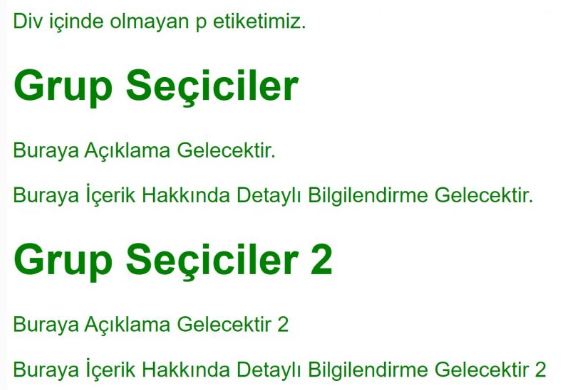 Div içinde olmayan p etiketimiz.
Grup Seçiciler
Buraya Açıklama Gelecektir.
Buraya İçerik Hakkında Detaylı Bilgilendirme Gelecektir.
Grup Seçiciler 2
Buraya Açıklama Gelecektir 2
Buraya İçerik Hakkında Detaylı Bilgilendirme Gelecektir 2